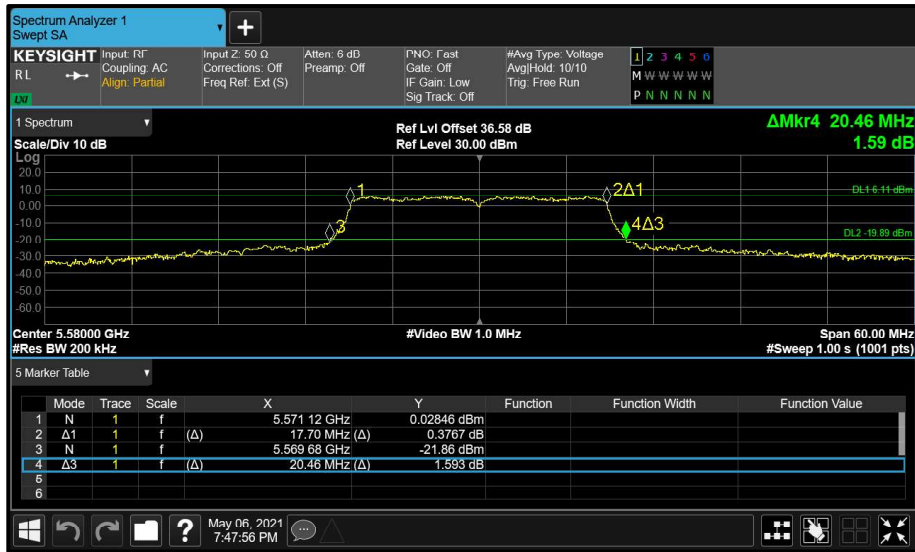 Spectrum Analyzer 1
Swept SA
+
KEYSIGHT
RL
LXI
Input: RF
Coupling: AC
Align: Partial
Input Z: 50 Ω
Corrections: Off
Freq Ref: Ext (S)
Atten: 6 dB
Preamp: Off
PNO: Fast
Gate: Off
IF Gain: Low
Sig Track: Off
#Avg Type: Voltage
Avg|Hold: 10/10
Trig: Free Run
1 2 3 4 5 6
M W W W W W
P N N N N N
1 Spectrum
Scale/Div 10 dB
Ref Lvl Offset 36.58 dB
Ref Level 30.00 dBm
ΔMkr4 20.46 MHz
1.59 dB
Log
20.0
10.0
0.00
-10.0
-20.0
-30.0
-40.0
-50.0
-60.0
1
2Δ1
3
4Δ3
DL1 6.11 dBm
DL2 -19.89 dBm
Center 5.58000 GHz
#Res BW 200 kHz
#Video BW 1.0 MHz
Span 60.00 MHz
#Sweep 1.00 s (1001 pts)
5 Marker Table
Mode Trace Scale X Y Function Function Width Function Value
1 N 1 f 5.571 12 GHz 0.02846 dBm
2 Δ1 1 f (Δ) 17.70 MHz (Δ) 0.3767 dB
3 N 1 f 5.569 68 GHz -21.86 dBm
4 Δ3 1 f (Δ) 20.46 MHz (Δ) 1.593 dB
5
6
?
May 06, 2021
7:47:56 PM